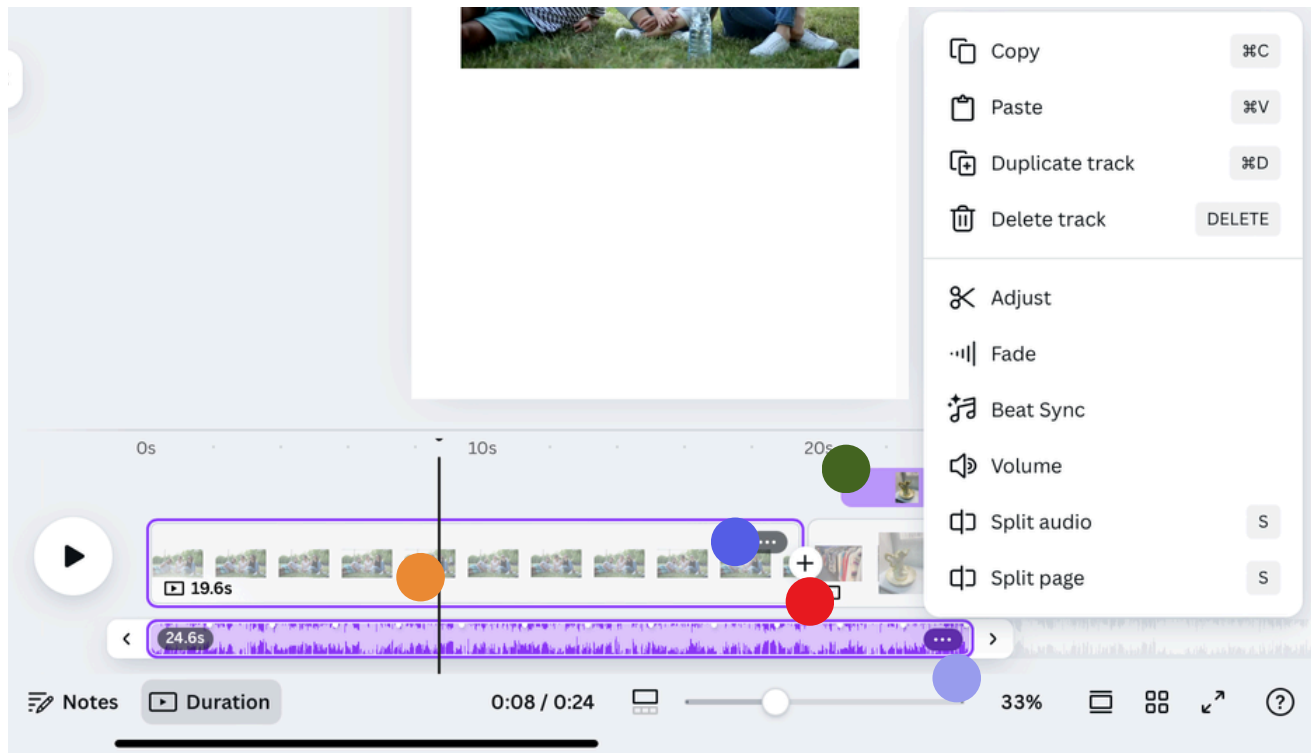 Copy ⌘C
Paste ⌘V
Duplicate track ⌘D
Delete track DELETE
Adjust
Fade
Beat Sync
Volume
Split audio S
Split page S
0s 10s 20s
19.6s
24.6s
Notes Duration 0:08 / 0:24 33% ?